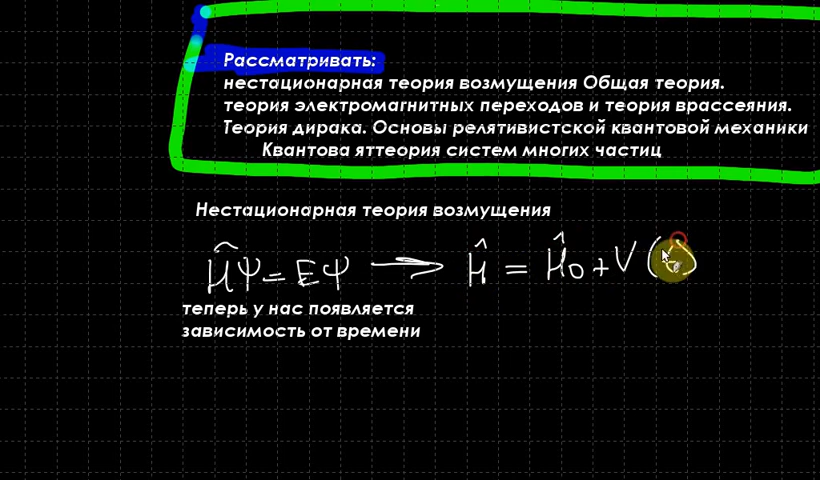 Рассматривать:
нестационарная теория возмущения Общая теория.
теория электромагнитных переходов и теория врассеяния.
Теория дирака. Основы релятивистской квантовой механики
Квантова яттеория систем многих частиц
Нестационарная теория возмущения
Ĥψ = Eψ → Ĥ = Ĥ₀ + V(
теперь у нас появляется
зависимость от времени